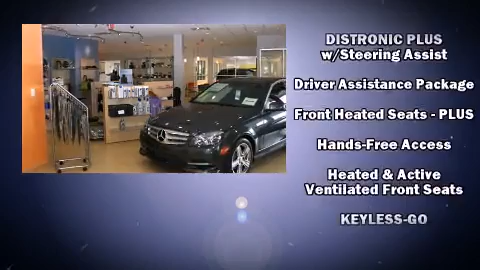 DISTRONIC PLUS
w/Steering Assist
Driver Assistance Package
Front Heated Seats - PLUS
Hands-Free Access
Heated & Active
Ventilated Front Seats
KEYLESS-GO